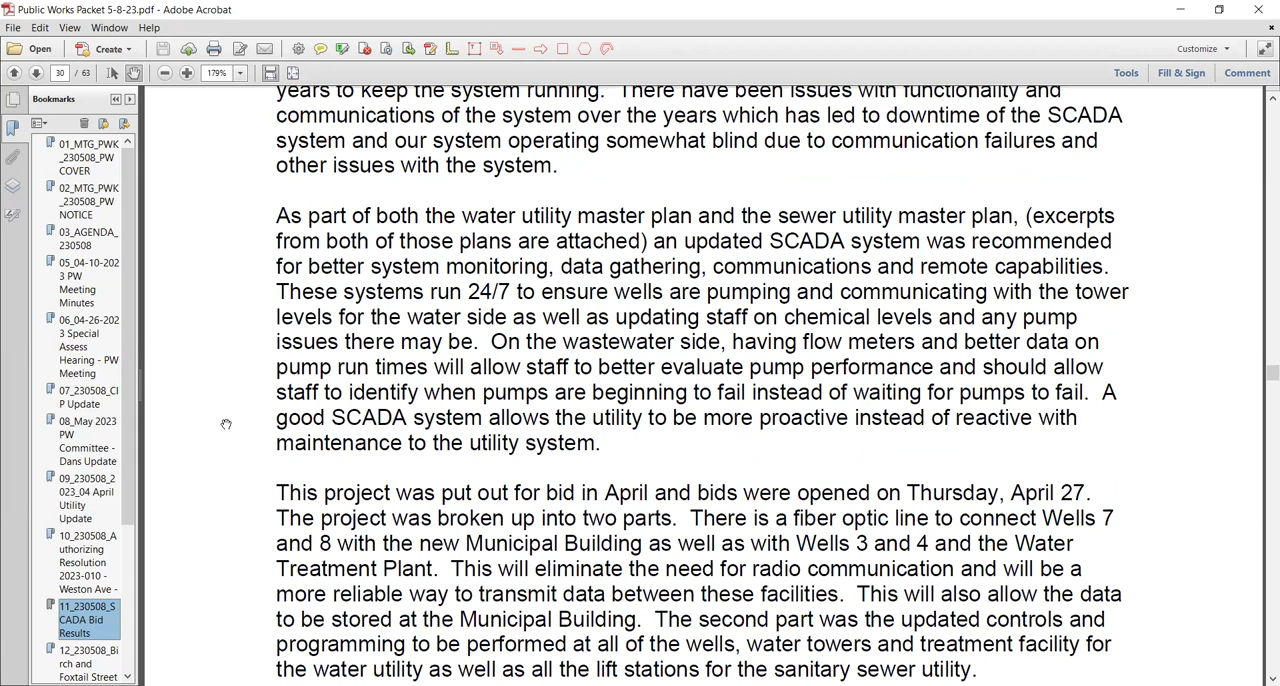 Public Works Packet 5-8-23.pdf - Adobe Acrobat
File Edit View Window Help
Open Create Customize
30 / 63 179% Tools Fill & Sign Comment
Bookmarks
01_MTG_PWK
_230508_PW
COVER
02_MTG_PWK
_230508_PW
NOTICE
03_AGENDA_
230508
05_04-10-202
3 PW
Meeting
Minutes
06_04-26-202
3 Special
Assess
Hearing - PW
Meeting
07_230508_CI
P Update
08_May 2023
PW
Committee -
Dans Update
09_230508_2
023_04 April
Utility
Update
10_230508_A
uthorizing
Resolution
2023-010 -
Weston Ave -
11_230508_S
CADA Bid
Results
12_230508_Bi
rch and
Foxtail Street
years to keep the system running. There have been issues with functionality and
communications of the system over the years which has led to downtime of the SCADA
system and our system operating somewhat blind due to communication failures and
other issues with the system.
As part of both the water utility master plan and the sewer utility master plan, (excerpts
from both of those plans are attached) an updated SCADA system was recommended
for better system monitoring, data gathering, communications and remote capabilities.
These systems run 24/7 to ensure wells are pumping and communicating with the tower
levels for the water side as well as updating staff on chemical levels and any pump
issues there may be. On the wastewater side, having flow meters and better data on
pump run times will allow staff to better evaluate pump performance and should allow
staff to identify when pumps are beginning to fail instead of waiting for pumps to fail. A
good SCADA system allows the utility to be more proactive instead of reactive with
maintenance to the utility system.
This project was put out for bid in April and bids were opened on Thursday, April 27.
The project was broken up into two parts. There is a fiber optic line to connect Wells 7
and 8 with the new Municipal Building as well as with Wells 3 and 4 and the Water
Treatment Plant. This will eliminate the need for radio communication and will be a
more reliable way to transmit data between these facilities. This will also allow the data
to be stored at the Municipal Building. The second part was the updated controls and
programming to be performed at all of the wells, water towers and treatment facility for
the water utility as well as all the lift stations for the sanitary sewer utility.